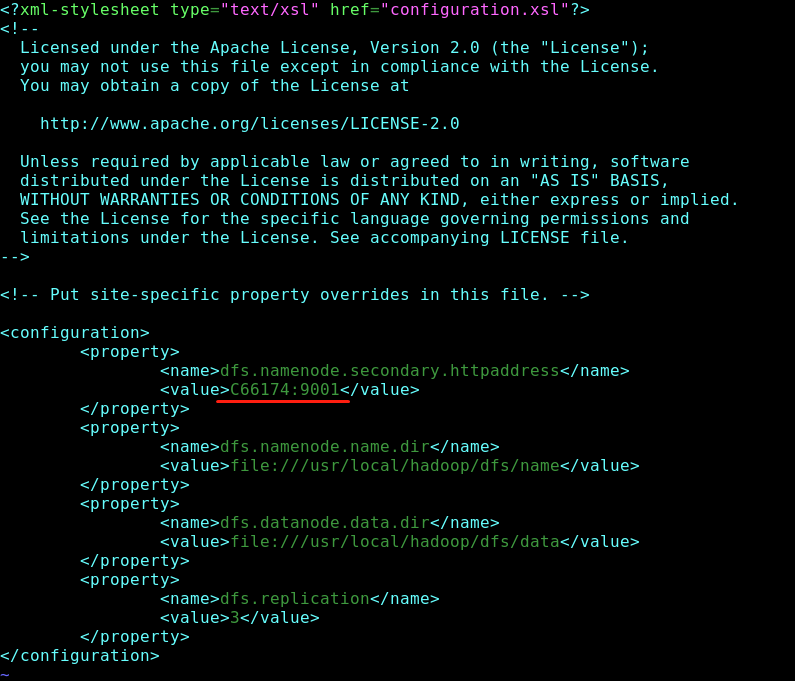 <?xml-stylesheet type="text/xsl" href="configuration.xsl"?>
<!--
  Licensed under the Apache License, Version 2.0 (the "License");
  you may not use this file except in compliance with the License.
  You may obtain a copy of the License at

    http://www.apache.org/licenses/LICENSE-2.0

  Unless required by applicable law or agreed to in writing, software
  distributed under the License is distributed on an "AS IS" BASIS,
  WITHOUT WARRANTIES OR CONDITIONS OF ANY KIND, either express or implied.
  See the License for the specific language governing permissions and
  limitations under the License. See accompanying LICENSE file.
-->

<!-- Put site-specific property overrides in this file. -->

<configuration>
        <property>
                <name>dfs.namenode.secondary.httpaddress</name>
                <value>C66174:9001</value>
        </property>
        <property>
                <name>dfs.namenode.name.dir</name>
                <value>file:///usr/local/hadoop/dfs/name</value>
        </property>
        <property>
                <name>dfs.datanode.data.dir</name>
                <value>file:///usr/local/hadoop/dfs/data</value>
        </property>
        <property>
                <name>dfs.replication</name>
                <value>3</value>
        </property>
</configuration>
~